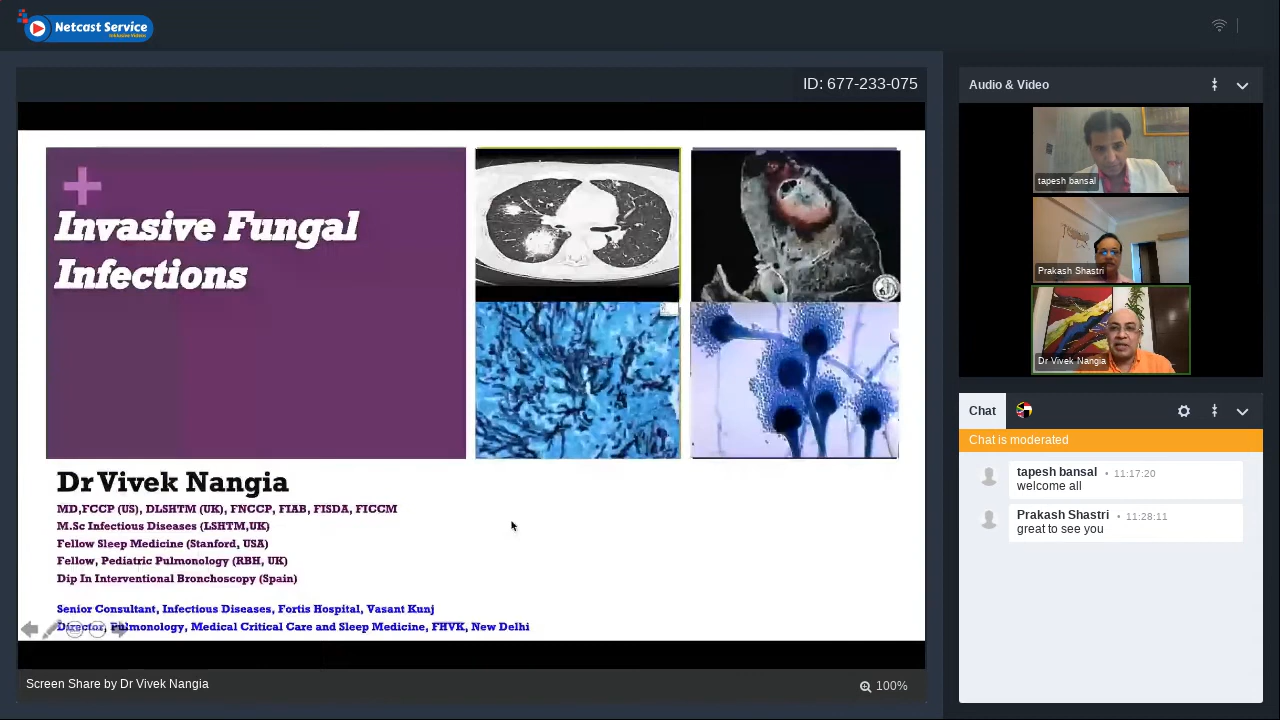 Netcast Service
ID: 677-233-075
Invasive Fungal
Infections
Dr Vivek Nangia
MD,FCCP (US), DLSHTM (UK), FNCCP, FIAB, FISDA, FICCM
M.Sc Infectious Diseases (LSHTM,UK)
Fellow Sleep Medicine (Stanford, USA)
Fellow, Pediatric Pulmonology (RBH, UK)
Dip In Interventional Bronchoscopy (Spain)
Senior Consultant, Infectious Diseases, Fortis Hospital, Vasant Kunj
Director, Pulmonology, Medical Critical Care and Sleep Medicine, FHVK, New Delhi
Screen Share by Dr Vivek Nangia
100%
Audio & Video
tapesh bansal
Prakash Shastri
Dr Vivek Nangia
Chat
Chat is moderated
tapesh bansal • 11:17:20
welcome all
Prakash Shastri • 11:28:11
great to see you